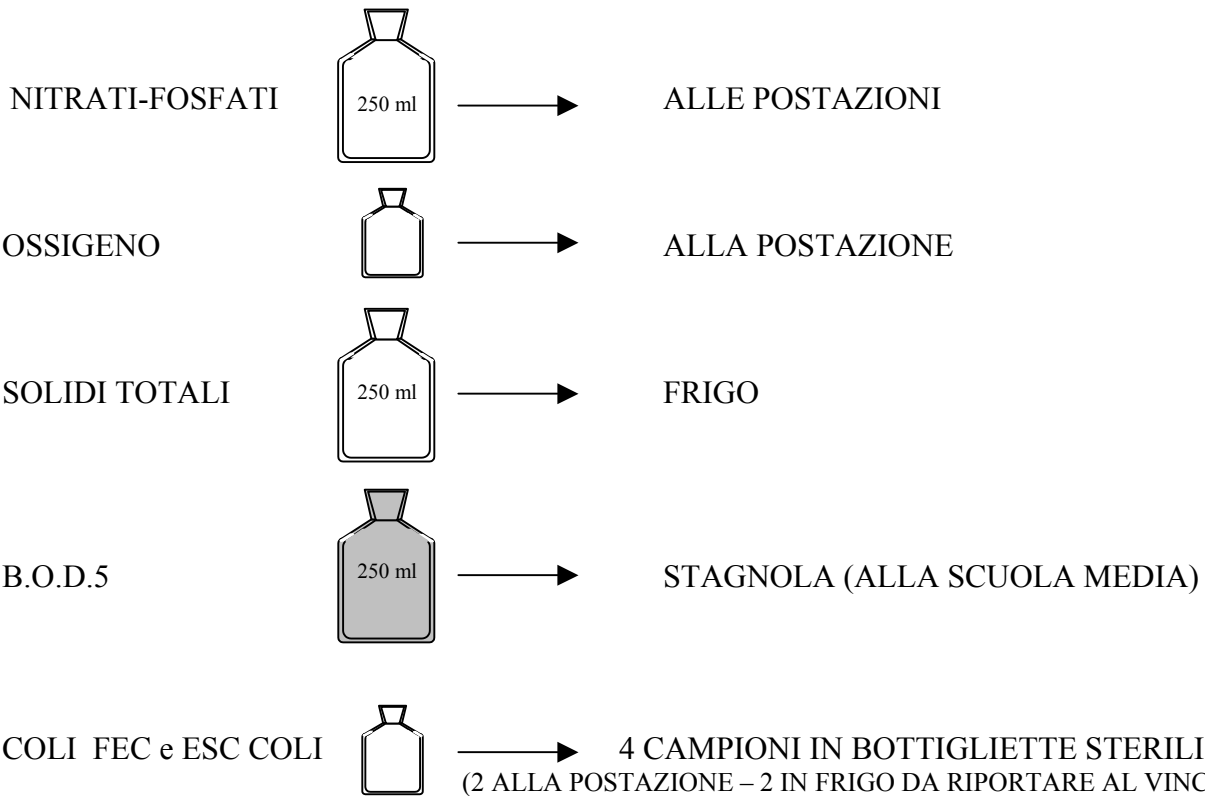 NITRATI-FOSFATI 250 ml ALLE POSTAZIONI
OSSIGENO ALLA POSTAZIONE
SOLIDI TOTALI 250 ml FRIGO
B.O.D.5 250 ml STAGNOLA (ALLA SCUOLA MEDIA)
COLI FEC e ESC COLI 4 CAMPIONI IN BOTTIGLIETTE STERILI
(2 ALLA POSTAZIONE – 2 IN FRIGO DA RIPORTARE AL